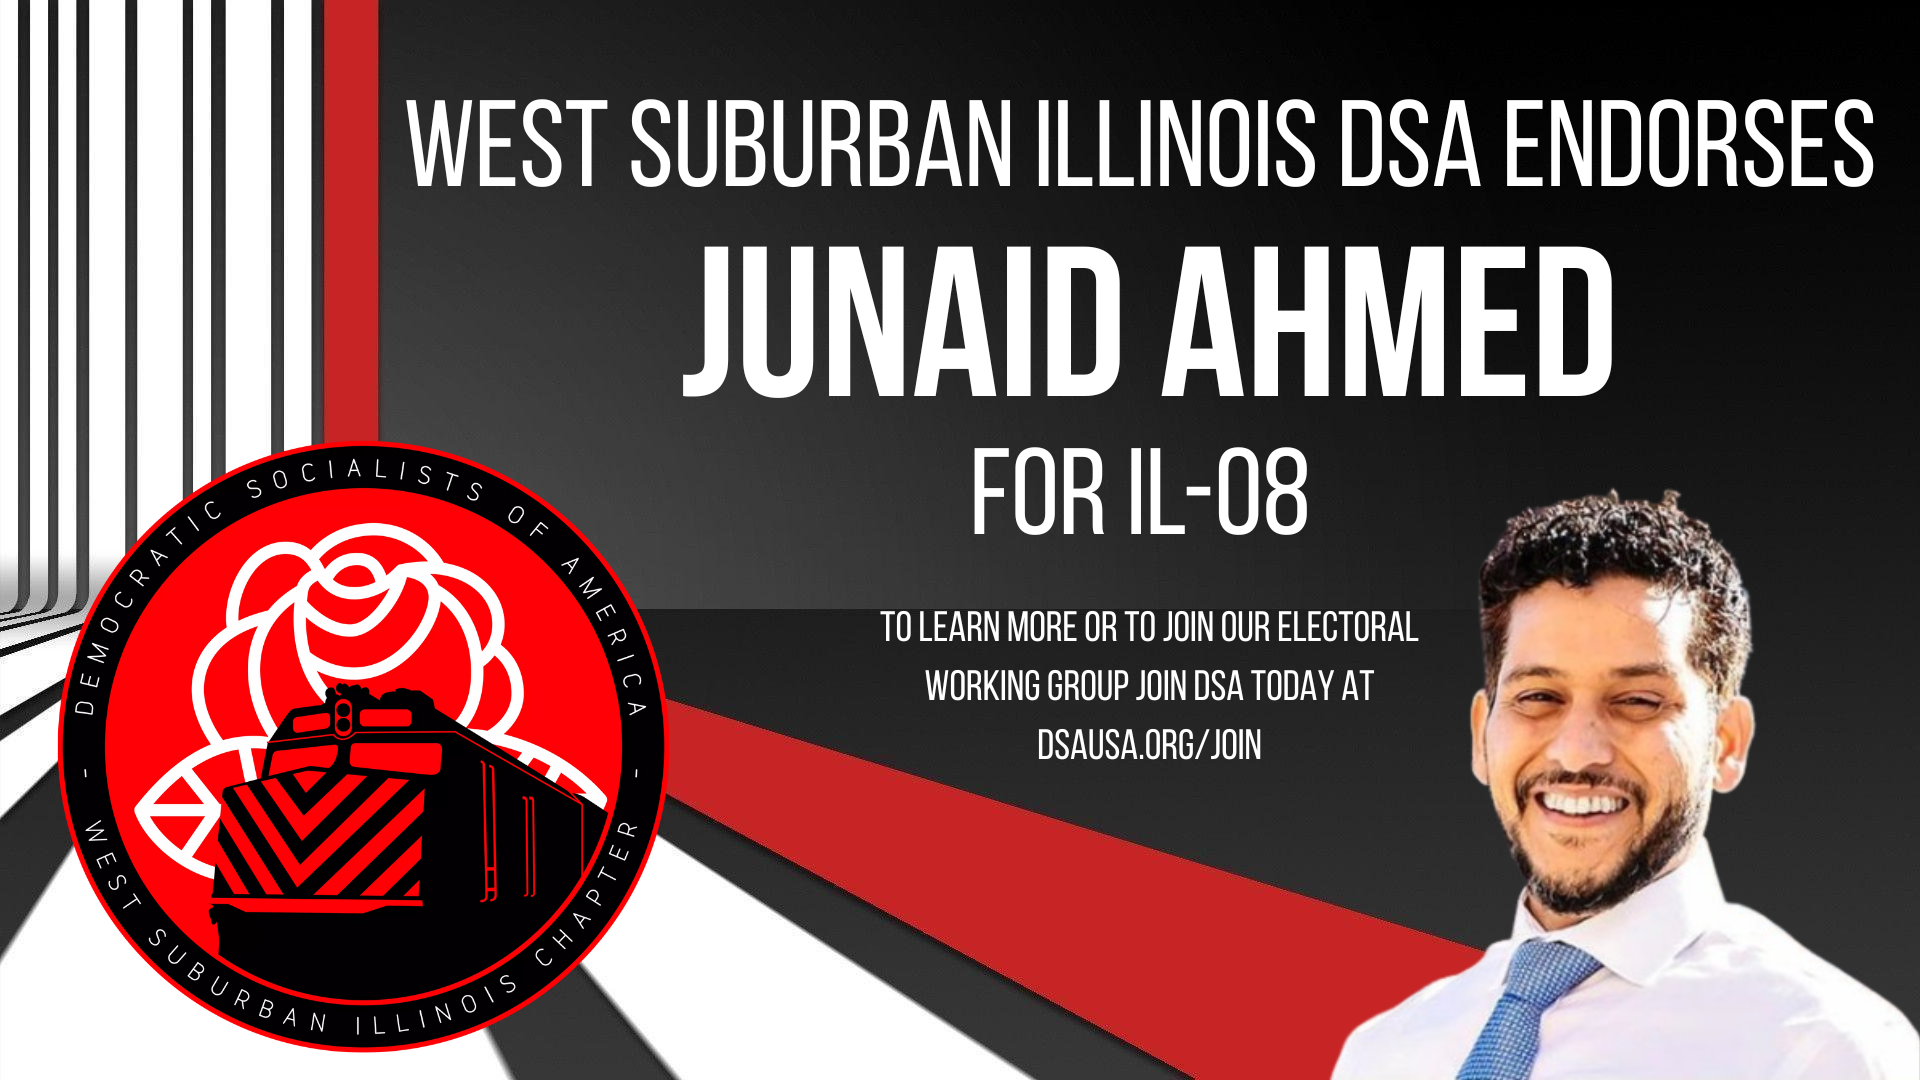 WEST SUBURBAN ILLINOIS DSA ENDORSES
JUNAID AHMED
FOR IL-08
TO LEARN MORE OR TO JOIN OUR ELECTORAL
WORKING GROUP JOIN DSA TODAY AT
DSAUSA.ORG/JOIN
DEMOCRATIC SOCIALISTS OF AMERICA
- WEST SUBURBAN ILLINOIS CHAPTER -